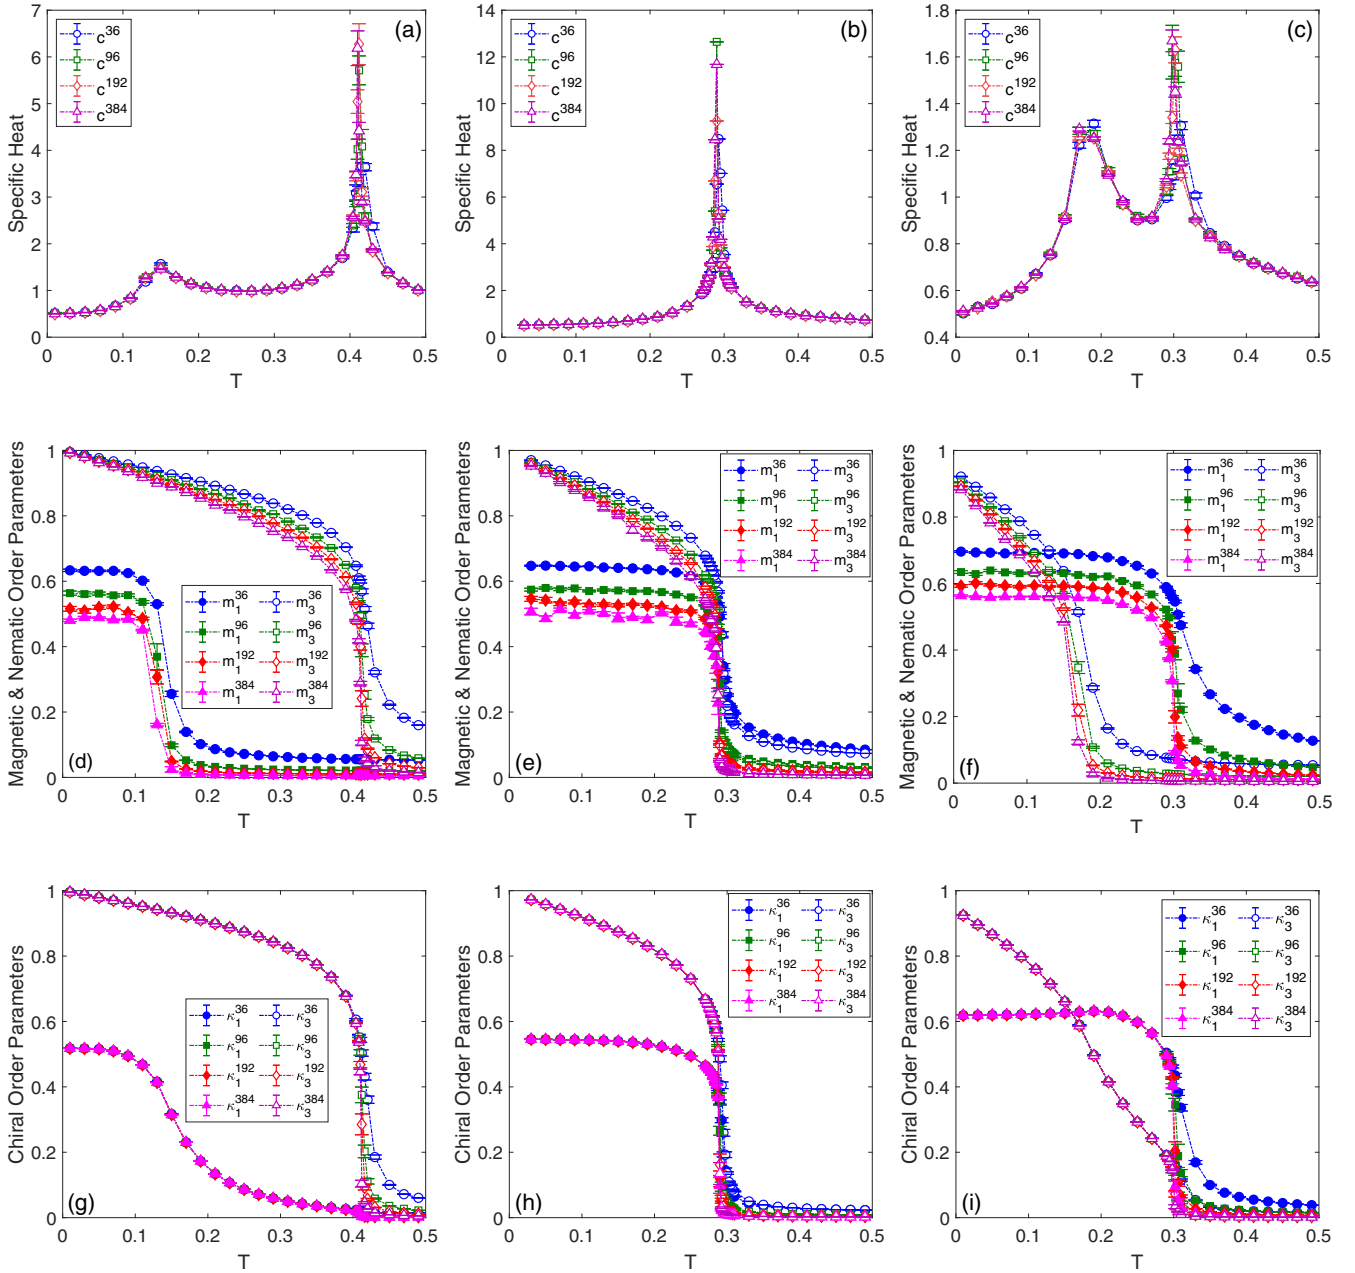 (a)
c^36
c^96
c^192
c^384
Specific Heat
7
6
5
4
3
2
1
0
0 0.1 0.2 0.3 0.4 0.5
T
(b)
c^36
c^96
c^192
c^384
Specific Heat
14
12
10
8
6
4
2
0
0 0.1 0.2 0.3 0.4 0.5
T
(c)
c^36
c^96
c^192
c^384
Specific Heat
1.8
1.6
1.4
1.2
1
0.8
0.6
0.4
0 0.1 0.2 0.3 0.4 0.5
T
Magnetic & Nematic Order Parameters
1
0.8
0.6
0.4
0.2
0
m_1^36 m_3^36
m_1^96 m_3^96
m_1^192 m_3^192
m_1^384 m_3^384
(d)
0 0.1 0.2 0.3 0.4 0.5
T
Magnetic & Nematic Order Parameters
1
0.8
0.6
0.4
0.2
0
m_1^36 m_3^36
m_1^96 m_3^96
m_1^192 m_3^192
m_1^384 m_3^384
(e)
0 0.1 0.2 0.3 0.4 0.5
T
Magnetic & Nematic Order Parameters
1
0.8
0.6
0.4
0.2
0
m_1^36 m_3^36
m_1^96 m_3^96
m_1^192 m_3^192
m_1^384 m_3^384
(f)
0 0.1 0.2 0.3 0.4 0.5
T
Chiral Order Parameters
1
0.8
0.6
0.4
0.2
0
κ_1^36 κ_3^36
κ_1^96 κ_3^96
κ_1^192 κ_3^192
κ_1^384 κ_3^384
(g)
0 0.1 0.2 0.3 0.4 0.5
T
Chiral Order Parameters
1
0.8
0.6
0.4
0.2
0
κ_1^36 κ_3^36
κ_1^96 κ_3^96
κ_1^192 κ_3^192
κ_1^384 κ_3^384
(h)
0 0.1 0.2 0.3 0.4 0.5
T
Chiral Order Parameters
1
0.8
0.6
0.4
0.2
0
κ_1^36 κ_3^36
κ_1^96 κ_3^96
κ_1^192 κ_3^192
κ_1^384 κ_3^384
(i)
0 0.1 0.2 0.3 0.4 0.5
T